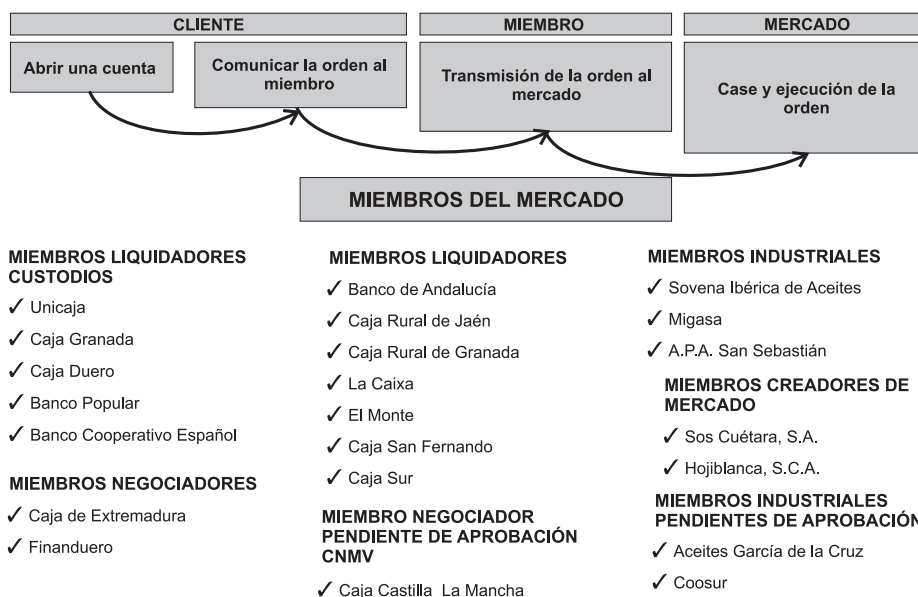 CLIENTE
MIEMBRO
MERCADO
Abrir una cuenta
Comunicar la orden al
miembro
Transmisión de la orden al
mercado
Case y ejecución de la
orden
MIEMBROS DEL MERCADO
MIEMBROS LIQUIDADORES
CUSTODIOS
✓ Unicaja
✓ Caja Granada
✓ Caja Duero
✓ Banco Popular
✓ Banco Cooperativo Español
MIEMBROS NEGOCIADORES
✓ Caja de Extremadura
✓ Finanduero
MIEMBROS LIQUIDADORES
✓ Banco de Andalucía
✓ Caja Rural de Jaén
✓ Caja Rural de Granada
✓ La Caixa
✓ El Monte
✓ Caja San Fernando
✓ Caja Sur
MIEMBRO NEGOCIADOR
PENDIENTE DE APROBACIÓN
CNMV
✓ Caja Castilla La Mancha
MIEMBROS INDUSTRIALES
✓ Sovena Ibérica de Aceites
✓ Migasa
✓ A.P.A. San Sebastián
MIEMBROS CREADORES DE
MERCADO
✓ Sos Cuétara, S.A.
✓ Hojiblanca, S.C.A.
MIEMBROS INDUSTRIALES
PENDIENTES DE APROBACIÓN
✓ Aceites García de la Cruz
✓ Coosur